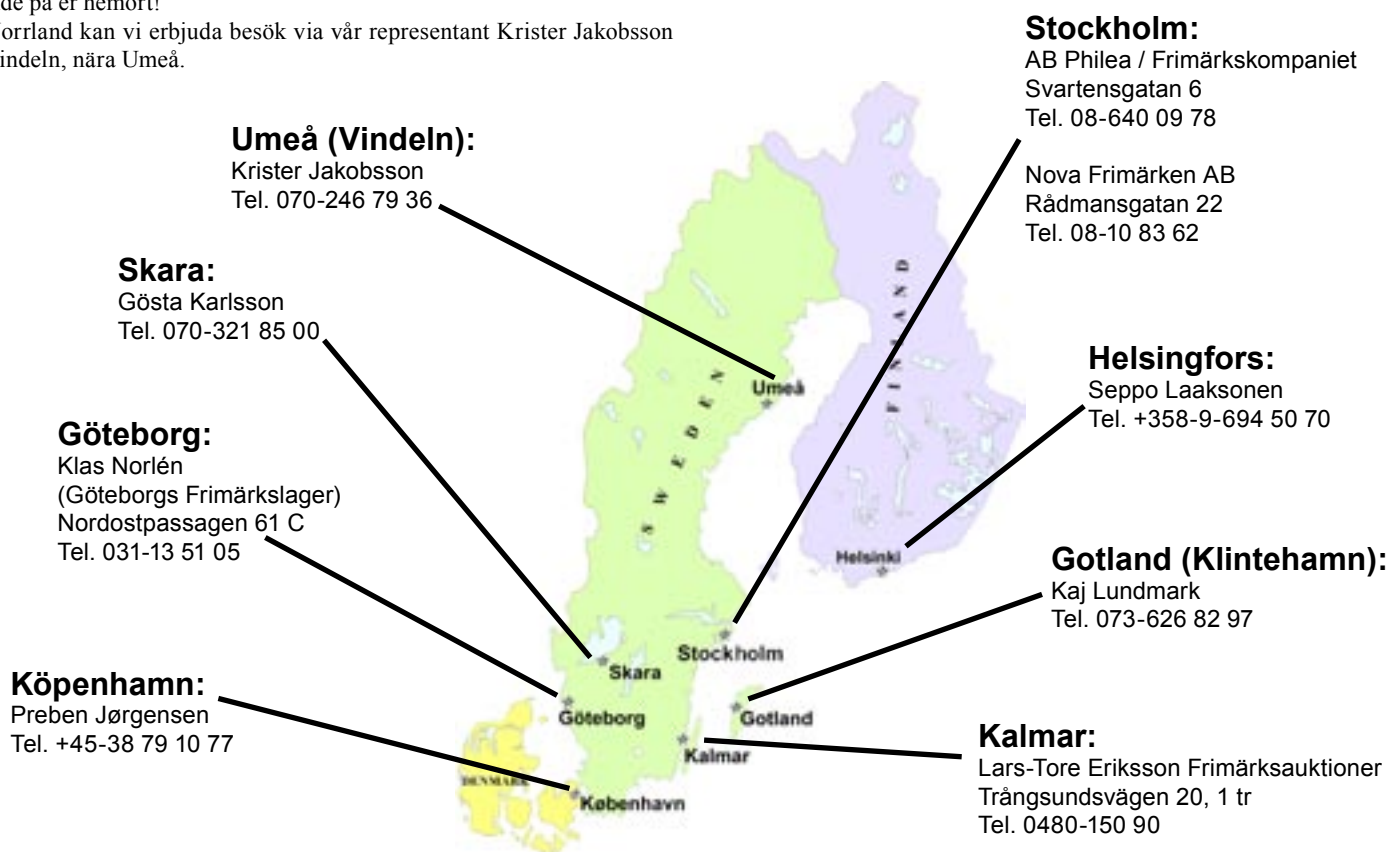 de på er hemort!
orrland kan vi erbjuda besök via vår representant Krister Jakobsson
indeln, nära Umeå.
Stockholm:
AB Philea / Frimärkskompaniet
Svartensgatan 6
Tel. 08-640 09 78
Nova Frimärken AB
Rådmansgatan 22
Tel. 08-10 83 62
Umeå (Vindeln):
Krister Jakobsson
Tel. 070-246 79 36
Skara:
Gösta Karlsson
Tel. 070-321 85 00
Helsingfors:
Seppo Laaksonen
Tel. +358-9-694 50 70
Göteborg:
Klas Norlén
(Göteborgs Frimärkslager)
Nordostpassagen 61 C
Tel. 031-13 51 05
Gotland (Klintehamn):
Kaj Lundmark
Tel. 073-626 82 97
Köpenhamn:
Preben Jørgensen
Tel. +45-38 79 10 77
Kalmar:
Lars-Tore Eriksson Frimärksauktioner
Trångsundsvägen 20, 1 tr
Tel. 0480-150 90
FINLAND
SWEDEN
Umeå
Helsinki
Stockholm
Skara
Göteborg
Gotland
Kalmar
DENMARK
København